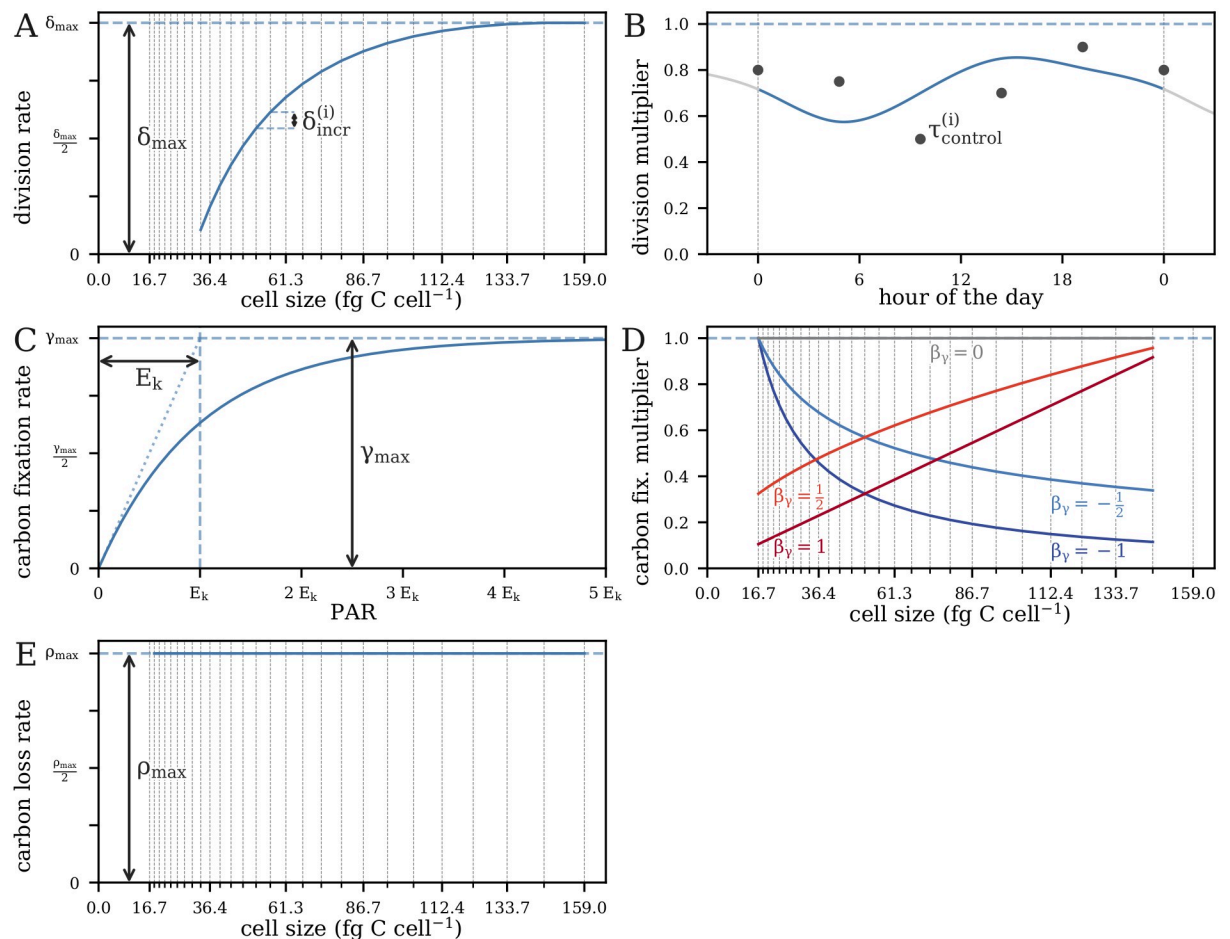 A
division rate
δmax
δmax/2
0
δmax
δ(i)incr
0.0 16.7 36.4 61.3 86.7 112.4 133.7 159.0
cell size (fg C cell−1)
B
division multiplier
1.0
0.8
0.6
0.4
0.2
0.0
τ(i)control
0 6 12 18 0
hour of the day
C
carbon fixation rate
γmax
γmax/2
0
Ek
γmax
0 Ek 2 Ek 3 Ek 4 Ek 5 Ek
PAR
D
carbon fix. multiplier
1.0
0.8
0.6
0.4
0.2
0.0
βγ = 0
βγ = 1/2
βγ = −1/2
βγ = 1
βγ = −1
0.0 16.7 36.4 61.3 86.7 112.4 133.7 159.0
cell size (fg C cell−1)
E
carbon loss rate
ρmax
ρmax/2
0
ρmax
0.0 16.7 36.4 61.3 86.7 112.4 133.7 159.0
cell size (fg C cell−1)